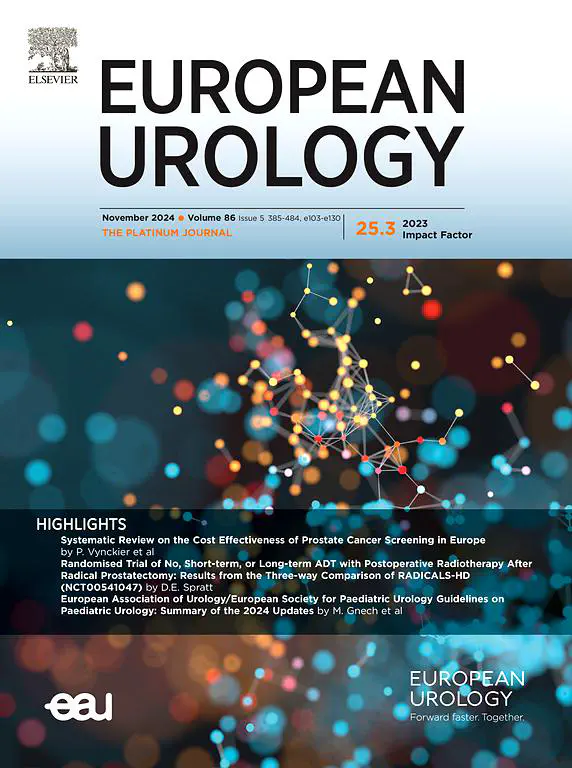 ELSEVIER
EUROPEAN
UROLOGY
November 2024 ● Volume 86 Issue 5 385-484, e103-e130
THE PLATINUM JOURNAL
25.3 2023
Impact Factor
HIGHLIGHTS
Systematic Review on the Cost Effectiveness of Prostate Cancer Screening in Europe
by P. Vynckier et al
Randomised Trial of No, Short-term, or Long-term ADT with Postoperative Radiotherapy After
Radical Prostatectomy: Results from the Three-way Comparison of RADICALS-HD
(NCT00541047) by D.E. Spratt
European Association of Urology/European Society for Paediatric Urology Guidelines on
Paediatric Urology: Summary of the 2024 Updates by M. Gnech et al
eau
EUROPEAN
UROLOGY
Forward faster. Together.